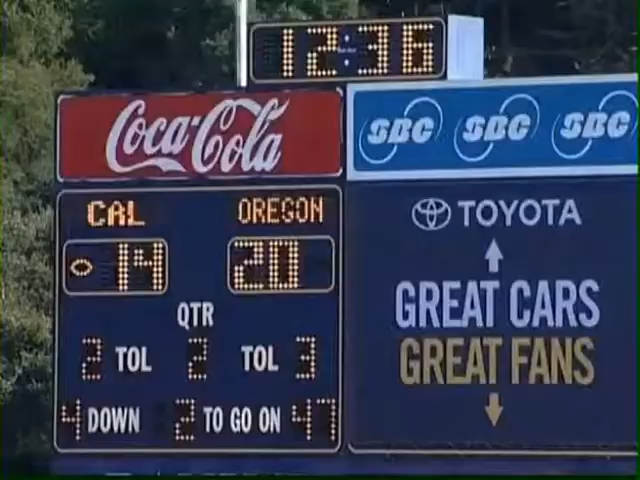 12:36
Coca-Cola
SBC SBC SBC
CAL OREGON
14 20
QTR
2 TOL 2 TOL 3
4 DOWN 2 TO GO ON 47
TOYOTA
GREAT CARS
GREAT FANS